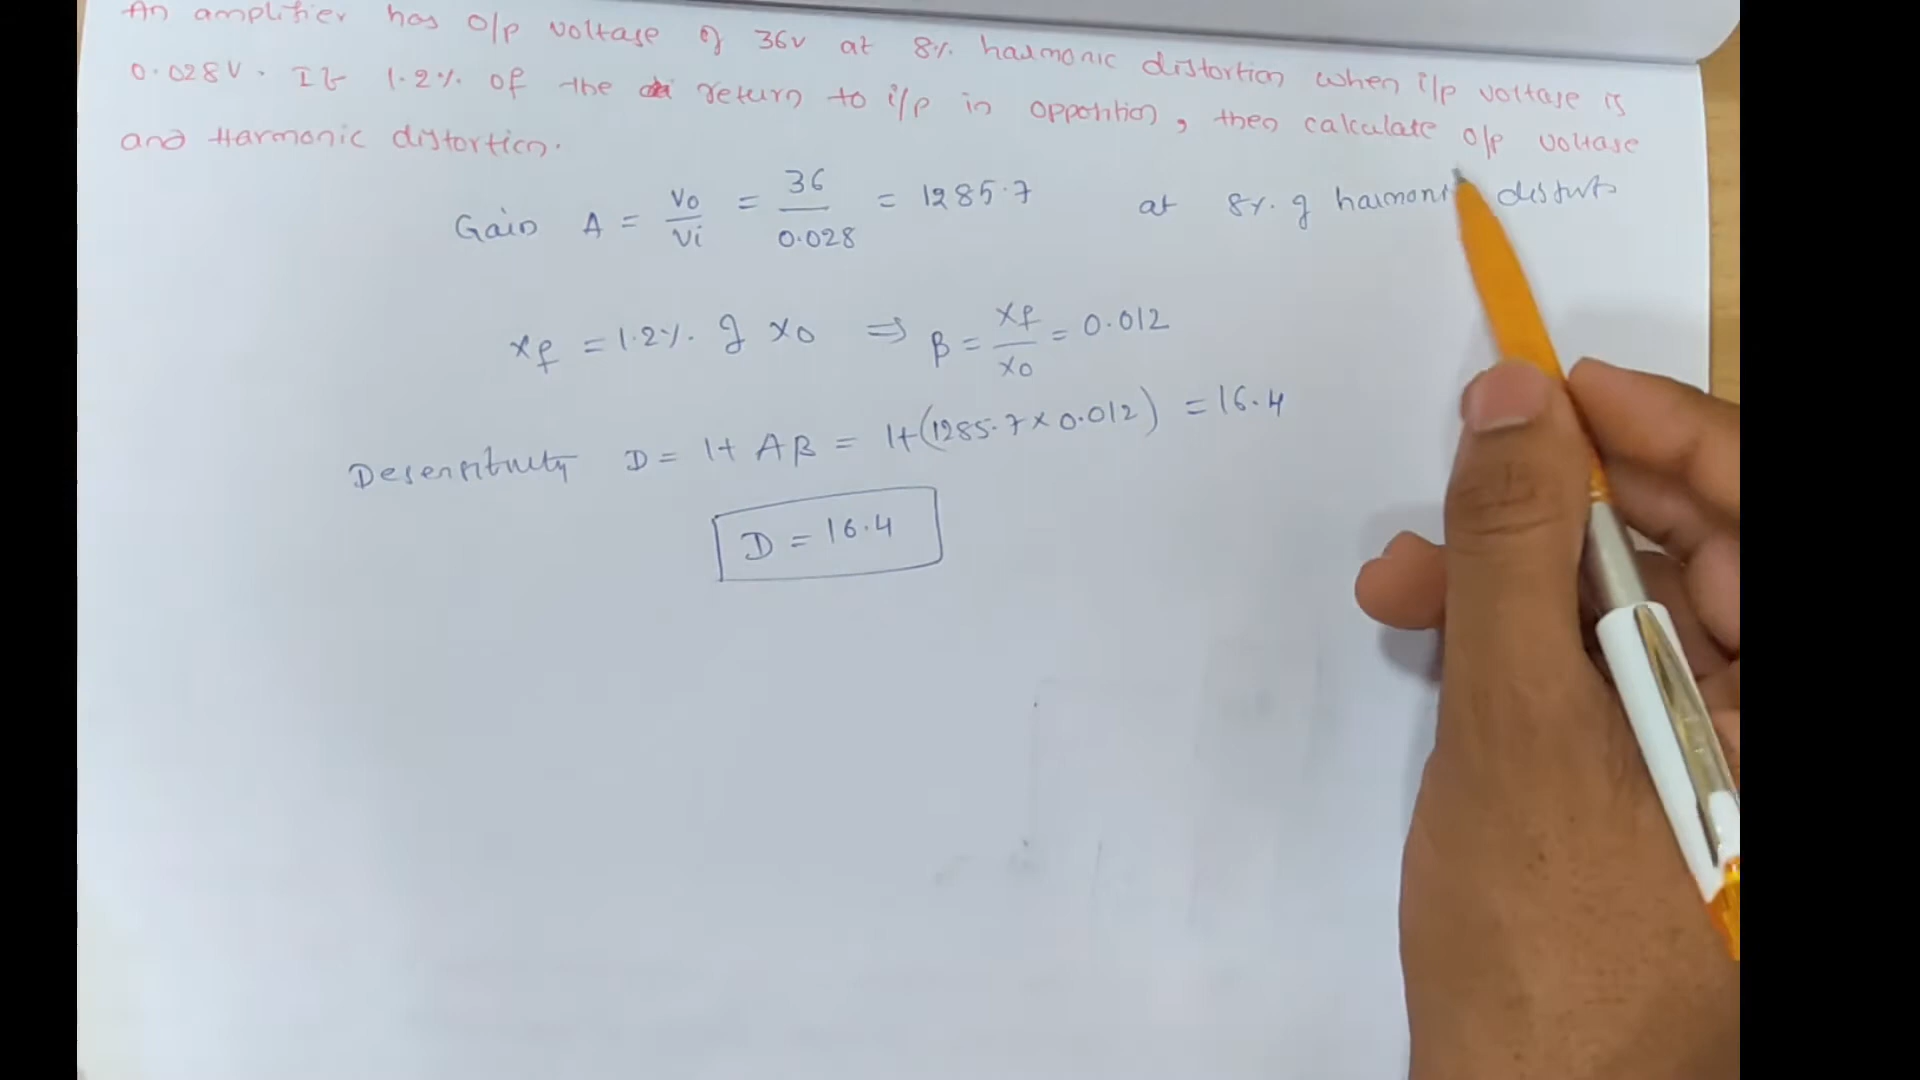 An amplifier has o/p voltage of 36v at 8% harmonic distortion when i/p voltage is
0.028V. If 1.2% of the return to i/p in opposition, then calculate o/p voltage
and Harmonic distortion.
Gain A = Vo/Vi = 36/0.028 = 1285.7 at 8% of harmonic
xf = 1.2% of xo ⇒ β = xf/xo = 0.012
Desensitivity D = 1+ Aβ = 1+(1285.7×0.012) = 16.4
D = 16.4